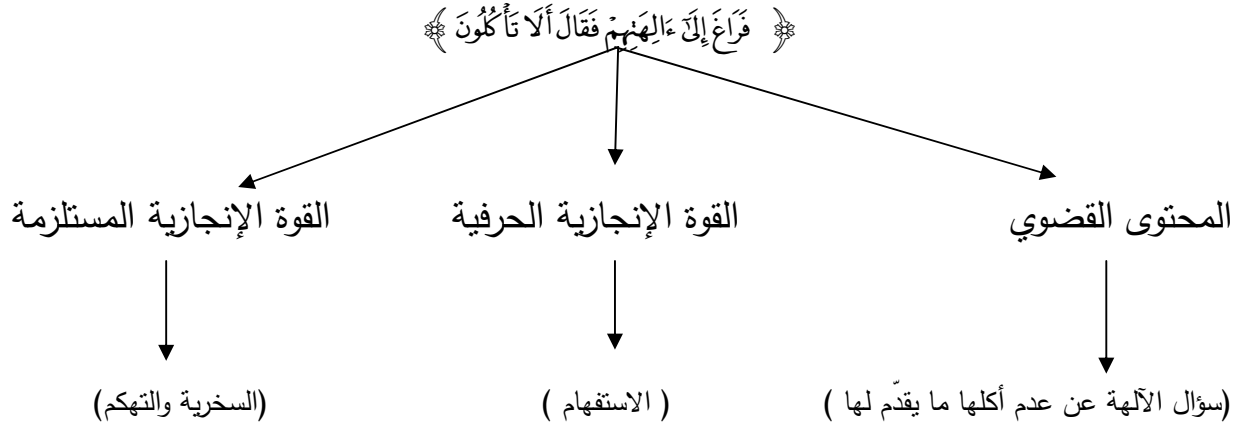 ﴿ فَرَاغَ إِلَىٰٓ ءَالِهَتِهِمۡ فَقَالَ أَلَا تَأۡكُلُونَ ﴾
المحتوى القضوي القوة الإنجازية الحرفية القوة الإنجازية المستلزمة
(سؤال الآلهة عن عدم أكلها ما يقدّم لها ) ( الاستفهام ) (السخرية والتهكم)